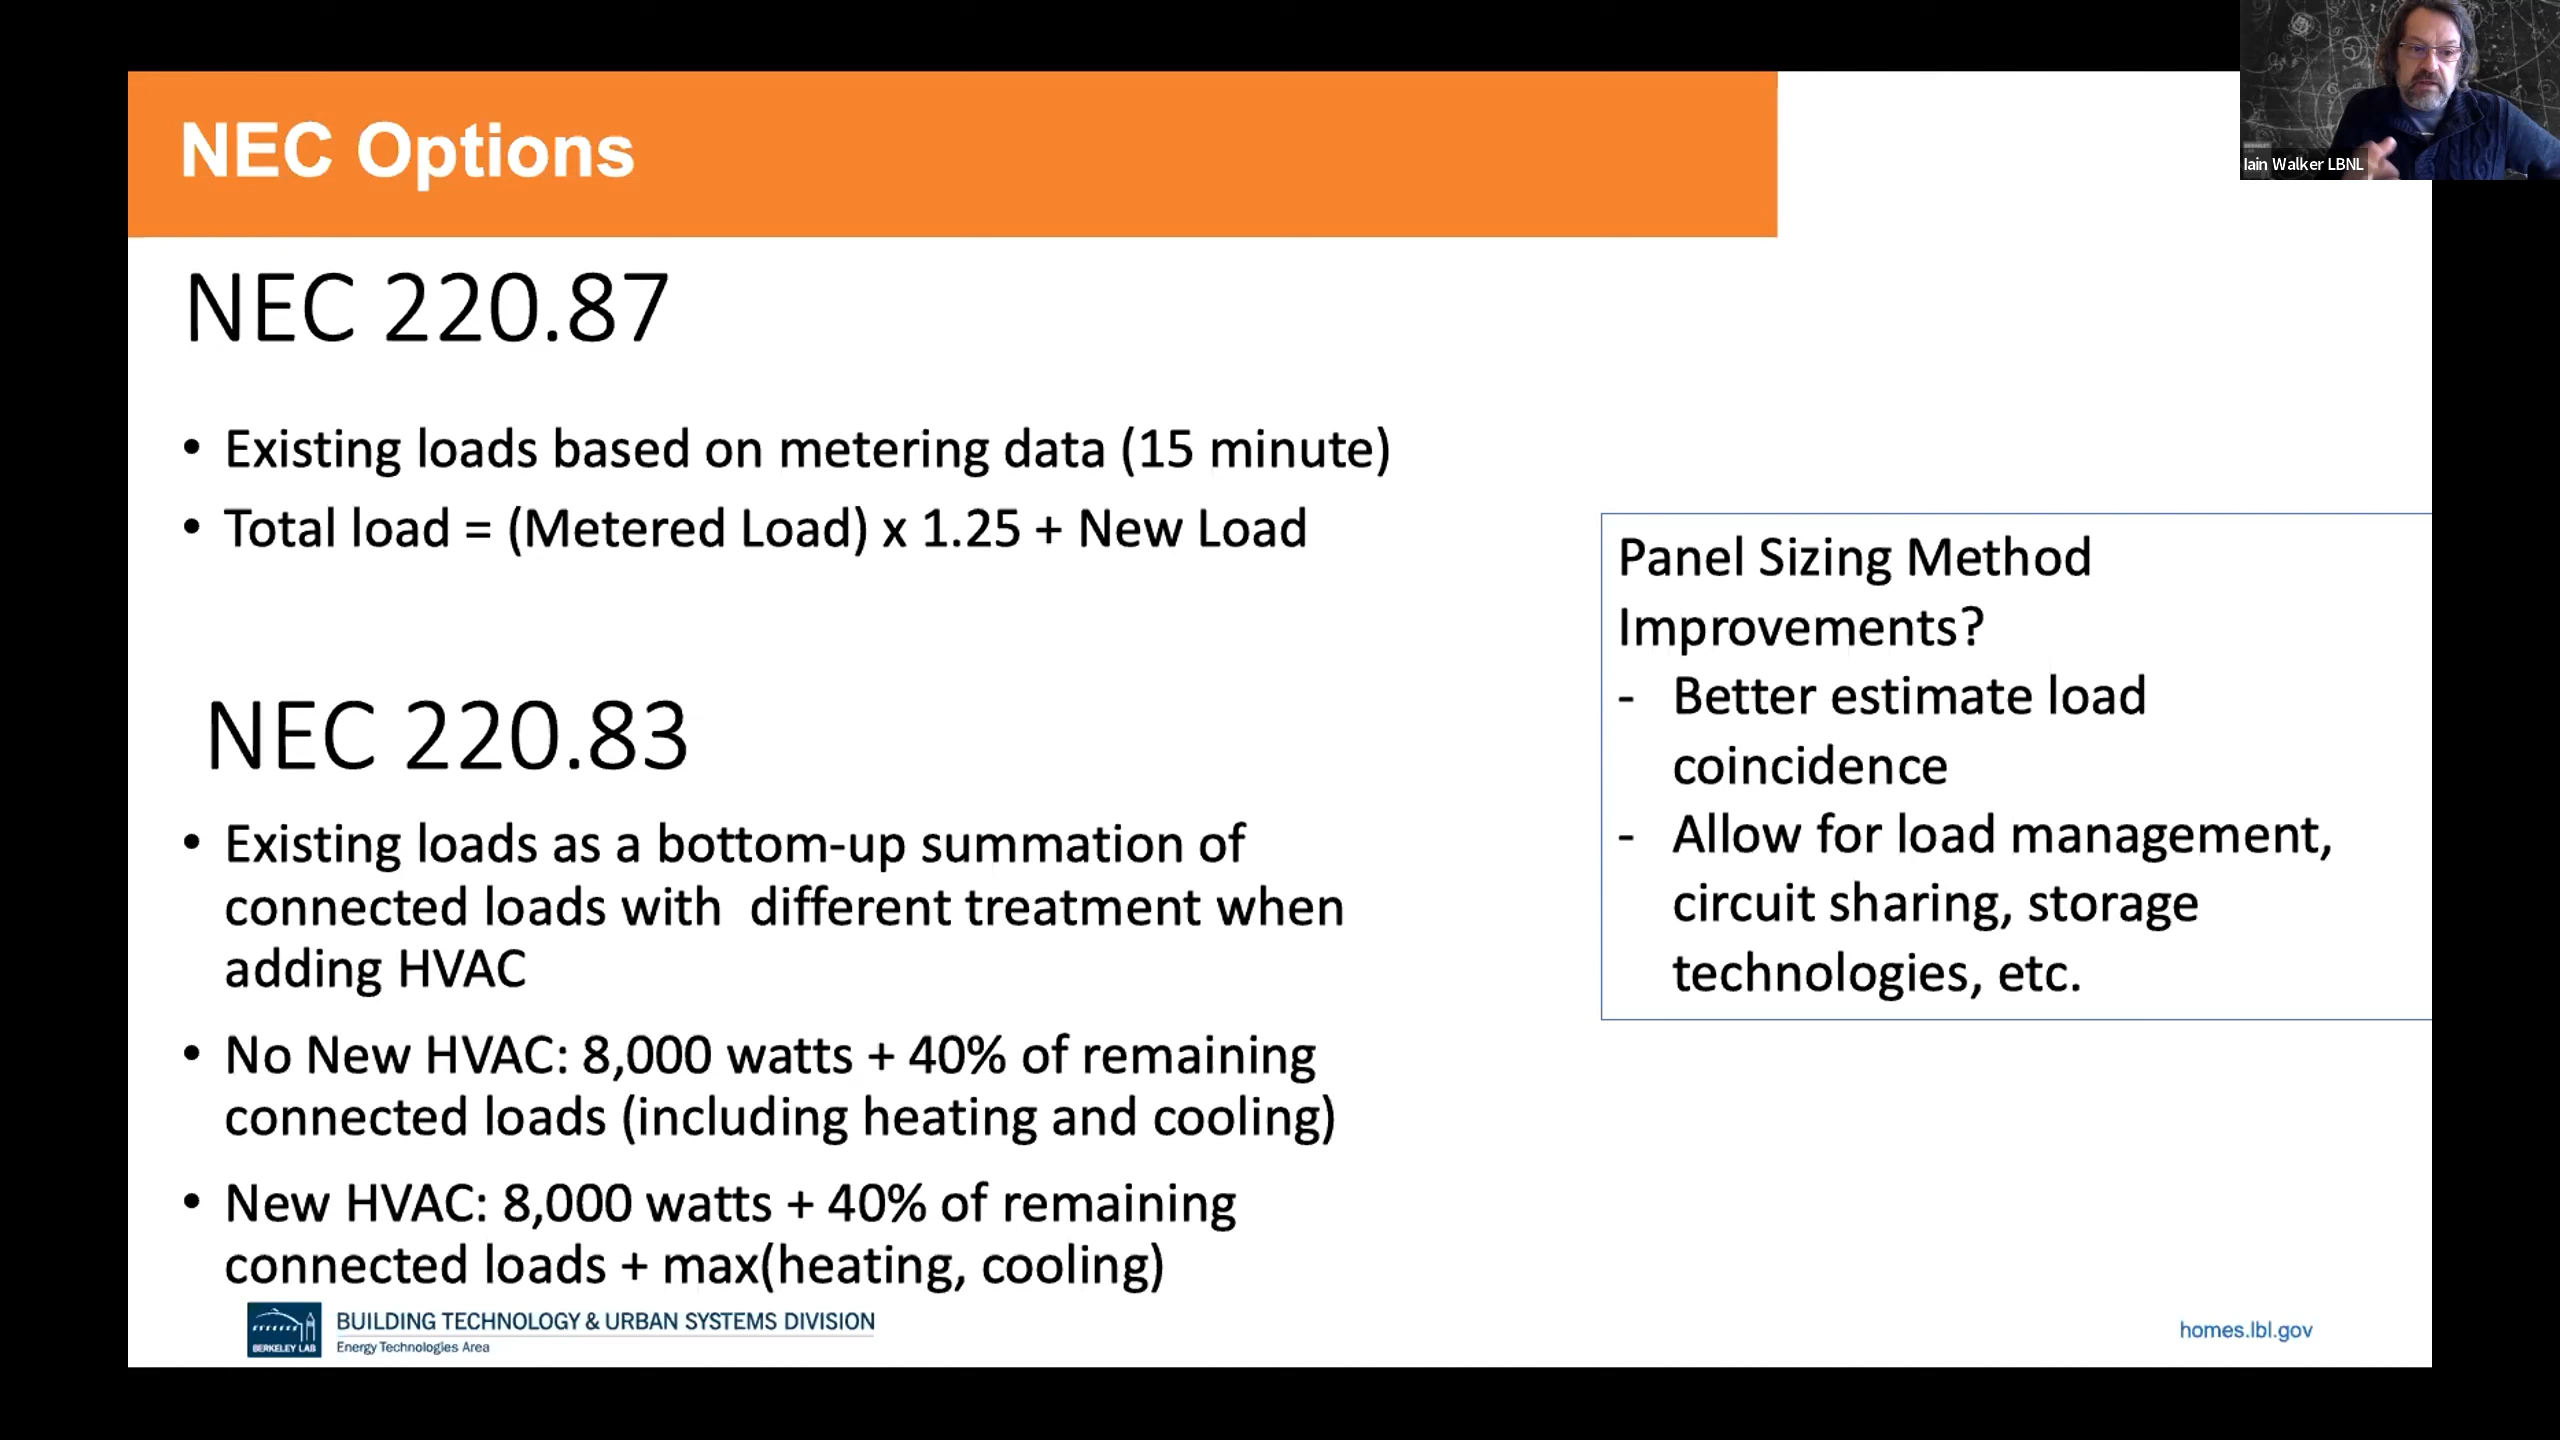 NEC Options
Iain Walker LBNL
NEC 220.87
• Existing loads based on metering data (15 minute)
• Total load = (Metered Load) x 1.25 + New Load
NEC 220.83
• Existing loads as a bottom-up summation of
connected loads with  different treatment when
adding HVAC
• No New HVAC: 8,000 watts + 40% of remaining
connected loads (including heating and cooling)
• New HVAC: 8,000 watts + 40% of remaining
connected loads + max(heating, cooling)
Panel Sizing Method
Improvements?
- Better estimate load
coincidence
- Allow for load management,
circuit sharing, storage
technologies, etc.
BERKELEY LAB
BUILDING TECHNOLOGY & URBAN SYSTEMS DIVISION
Energy Technologies Area
homes.lbl.gov